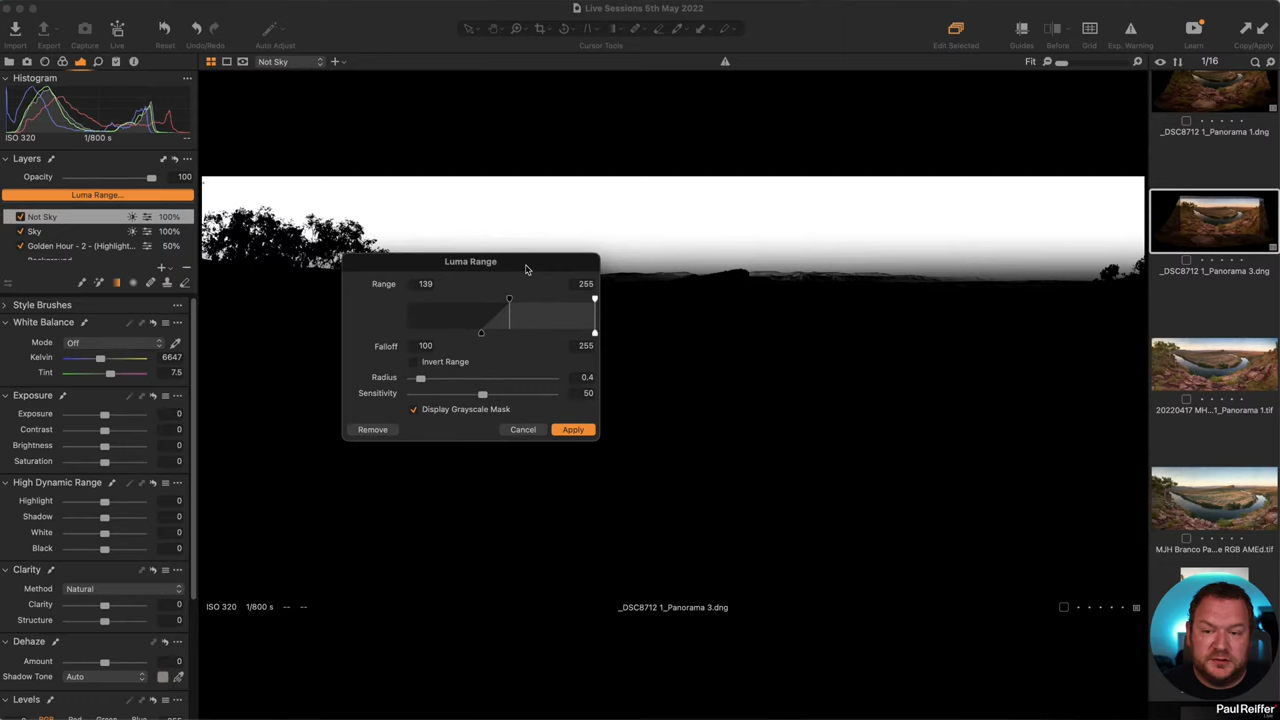 Live Sessions 5th May 2022
Import Export Capture Live Reset Undo/Redo Auto Adjust Cursor Tools Edit Selected Guides Before Grid Exp. Warning Learn Copy/Apply
Not Sky Fit 1/16
Histogram
ISO 320 1/800 s --
Layers
Opacity 100
Luma Range...
Not Sky 100%
Sky 100%
Golden Hour - 2 - (Highlight... 50%
Style Brushes
White Balance
Mode Off
Kelvin 6647
Tint 7.5
Exposure
Exposure 0
Contrast 0
Brightness 0
Saturation 0
High Dynamic Range
Highlight 0
Shadow 0
White 0
Black 0
Clarity
Method Natural
Clarity 0
Structure 0
Dehaze
Amount 0
Shadow Tone Auto
Levels
Luma Range
Range 139 255
Falloff 100 255
Invert Range
Radius 0.4
Sensitivity 50
Display Grayscale Mask
Remove Cancel Apply
ISO 320 1/800 s -- -- _DSC8712 1_Panorama 3.dng
_DSC8712 1_Panorama 1.dng
_DSC8712 1_Panorama 3.dng
20220417 MH...1_Panorama 1.tif
MJH Branco Pa...e RGB AMEd.tif
Paul Reiffer
Live